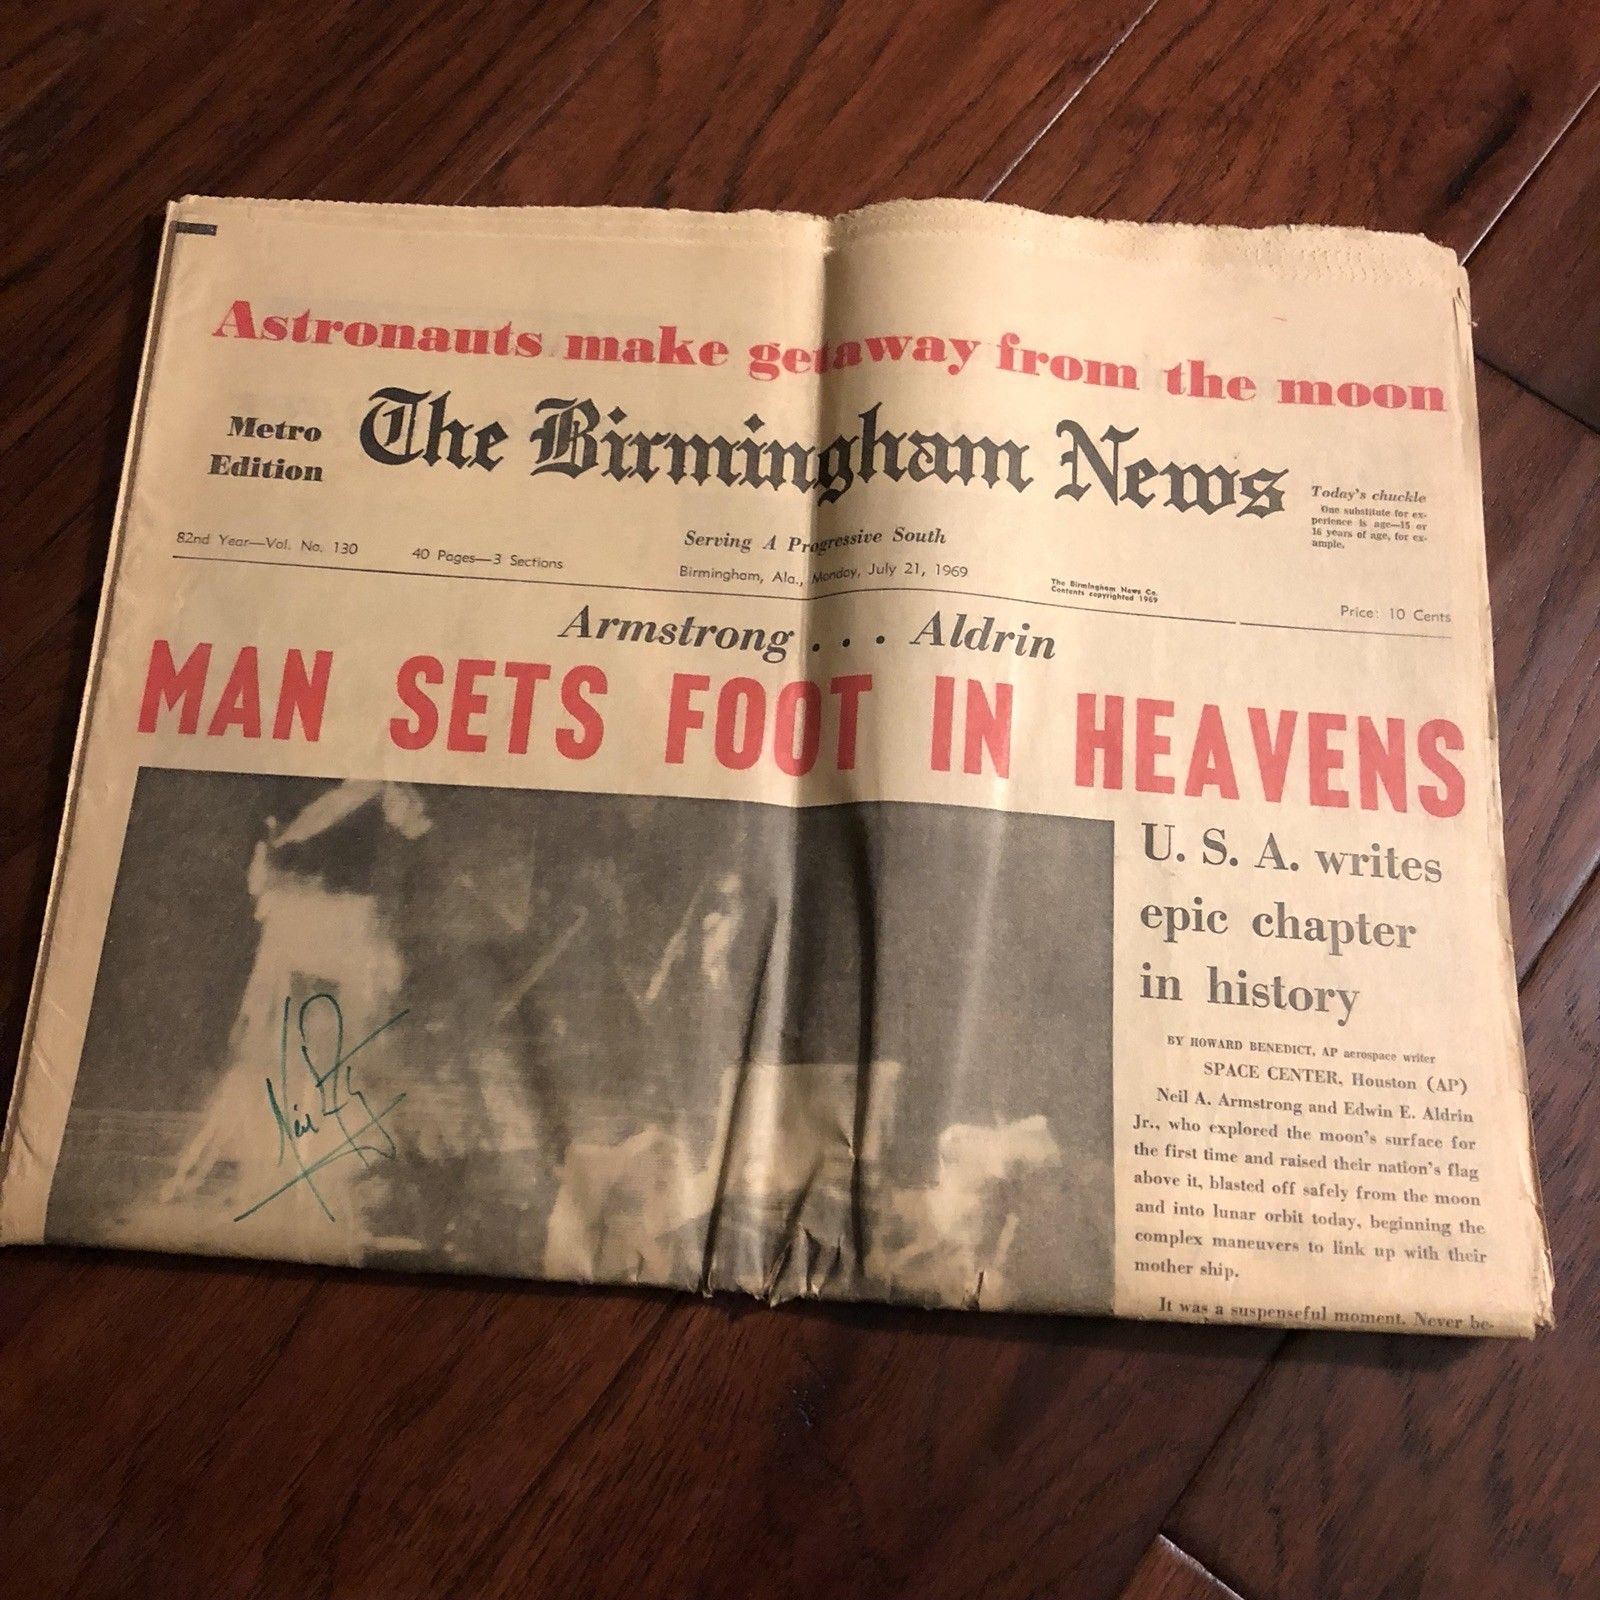 Astronauts make getaway from the moon
Metro
Edition
The Birmingham News
Today's chuckle
One substitute for ex-
perience is age—15 or
16 years of age, for ex-
ample.
Serving A Progressive South
82nd Year—Vol. No. 130
40 Pages—3 Sections
Birmingham, Ala., Monday, July 21, 1969
The Birmingham News Co.
Contents copyrighted 1969
Price: 10 Cents
Armstrong . . . Aldrin
MAN SETS FOOT IN HEAVENS
U. S. A. writes
epic chapter
in history
BY HOWARD BENEDICT, AP aerospace writer
SPACE CENTER, Houston (AP)
Neil A. Armstrong and Edwin E. Aldrin
Jr., who explored the moon's surface for
the first time and raised their nation's flag
above it, blasted off safely from the moon
and into lunar orbit today, beginning the
complex maneuvers to link up with their
mother ship.
It was a suspenseful moment. Never be-
Neil